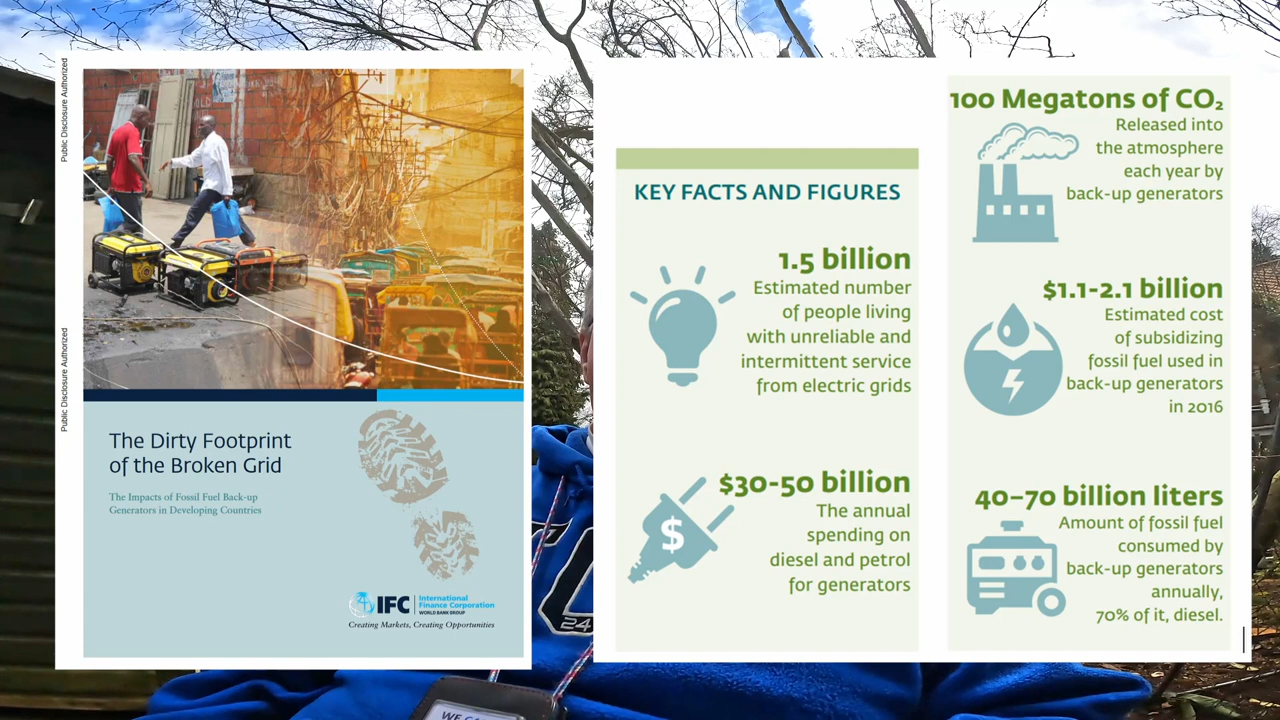 Public Disclosure Authorized
Public Disclosure Authorized
The Dirty Footprint
of the Broken Grid
The Impacts of Fossil Fuel Back-up
Generators in Developing Countries
IFC
International
Finance Corporation
WORLD BANK GROUP
Creating Markets, Creating Opportunities
KEY FACTS AND FIGURES
1.5 billion
Estimated number
of people living
with unreliable and
intermittent service
from electric grids
$30-50 billion
$
The annual
spending on
diesel and petrol
for generators
100 Megatons of CO₂
Released into
the atmosphere
each year by
back-up generators
$1.1-2.1 billion
Estimated cost
of subsidizing
fossil fuel used in
back-up generators
in 2016
40–70 billion liters
Amount of fossil fuel
consumed by
back-up generators
annually,
70% of it, diesel.
24